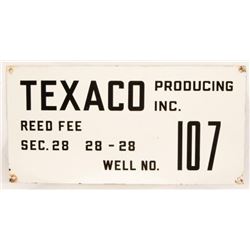 TEXACO PRODUCING INC.
REED FEE
SEC. 28 28 - 28
WELL NO. 107